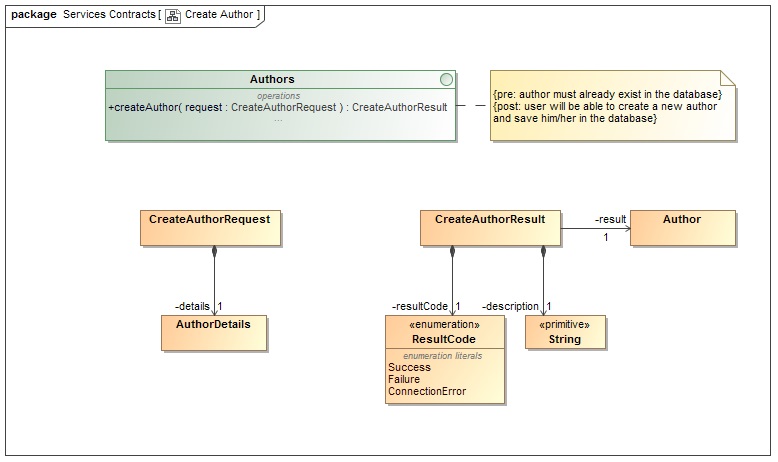 package Services Contracts [ Create Author ]
Authors
operations
+createAuthor( request : CreateAuthorRequest ) : CreateAuthorResult
...
{pre: author must already exist in the database}
{post: user will be able to create a new author
and save him/her in the database}
CreateAuthorRequest
CreateAuthorResult
-result
1
Author
-details 1
-resultCode 1
-description 1
AuthorDetails
«enumeration»
ResultCode
enumeration literals
Success
Failure
ConnectionError
«primitive»
String